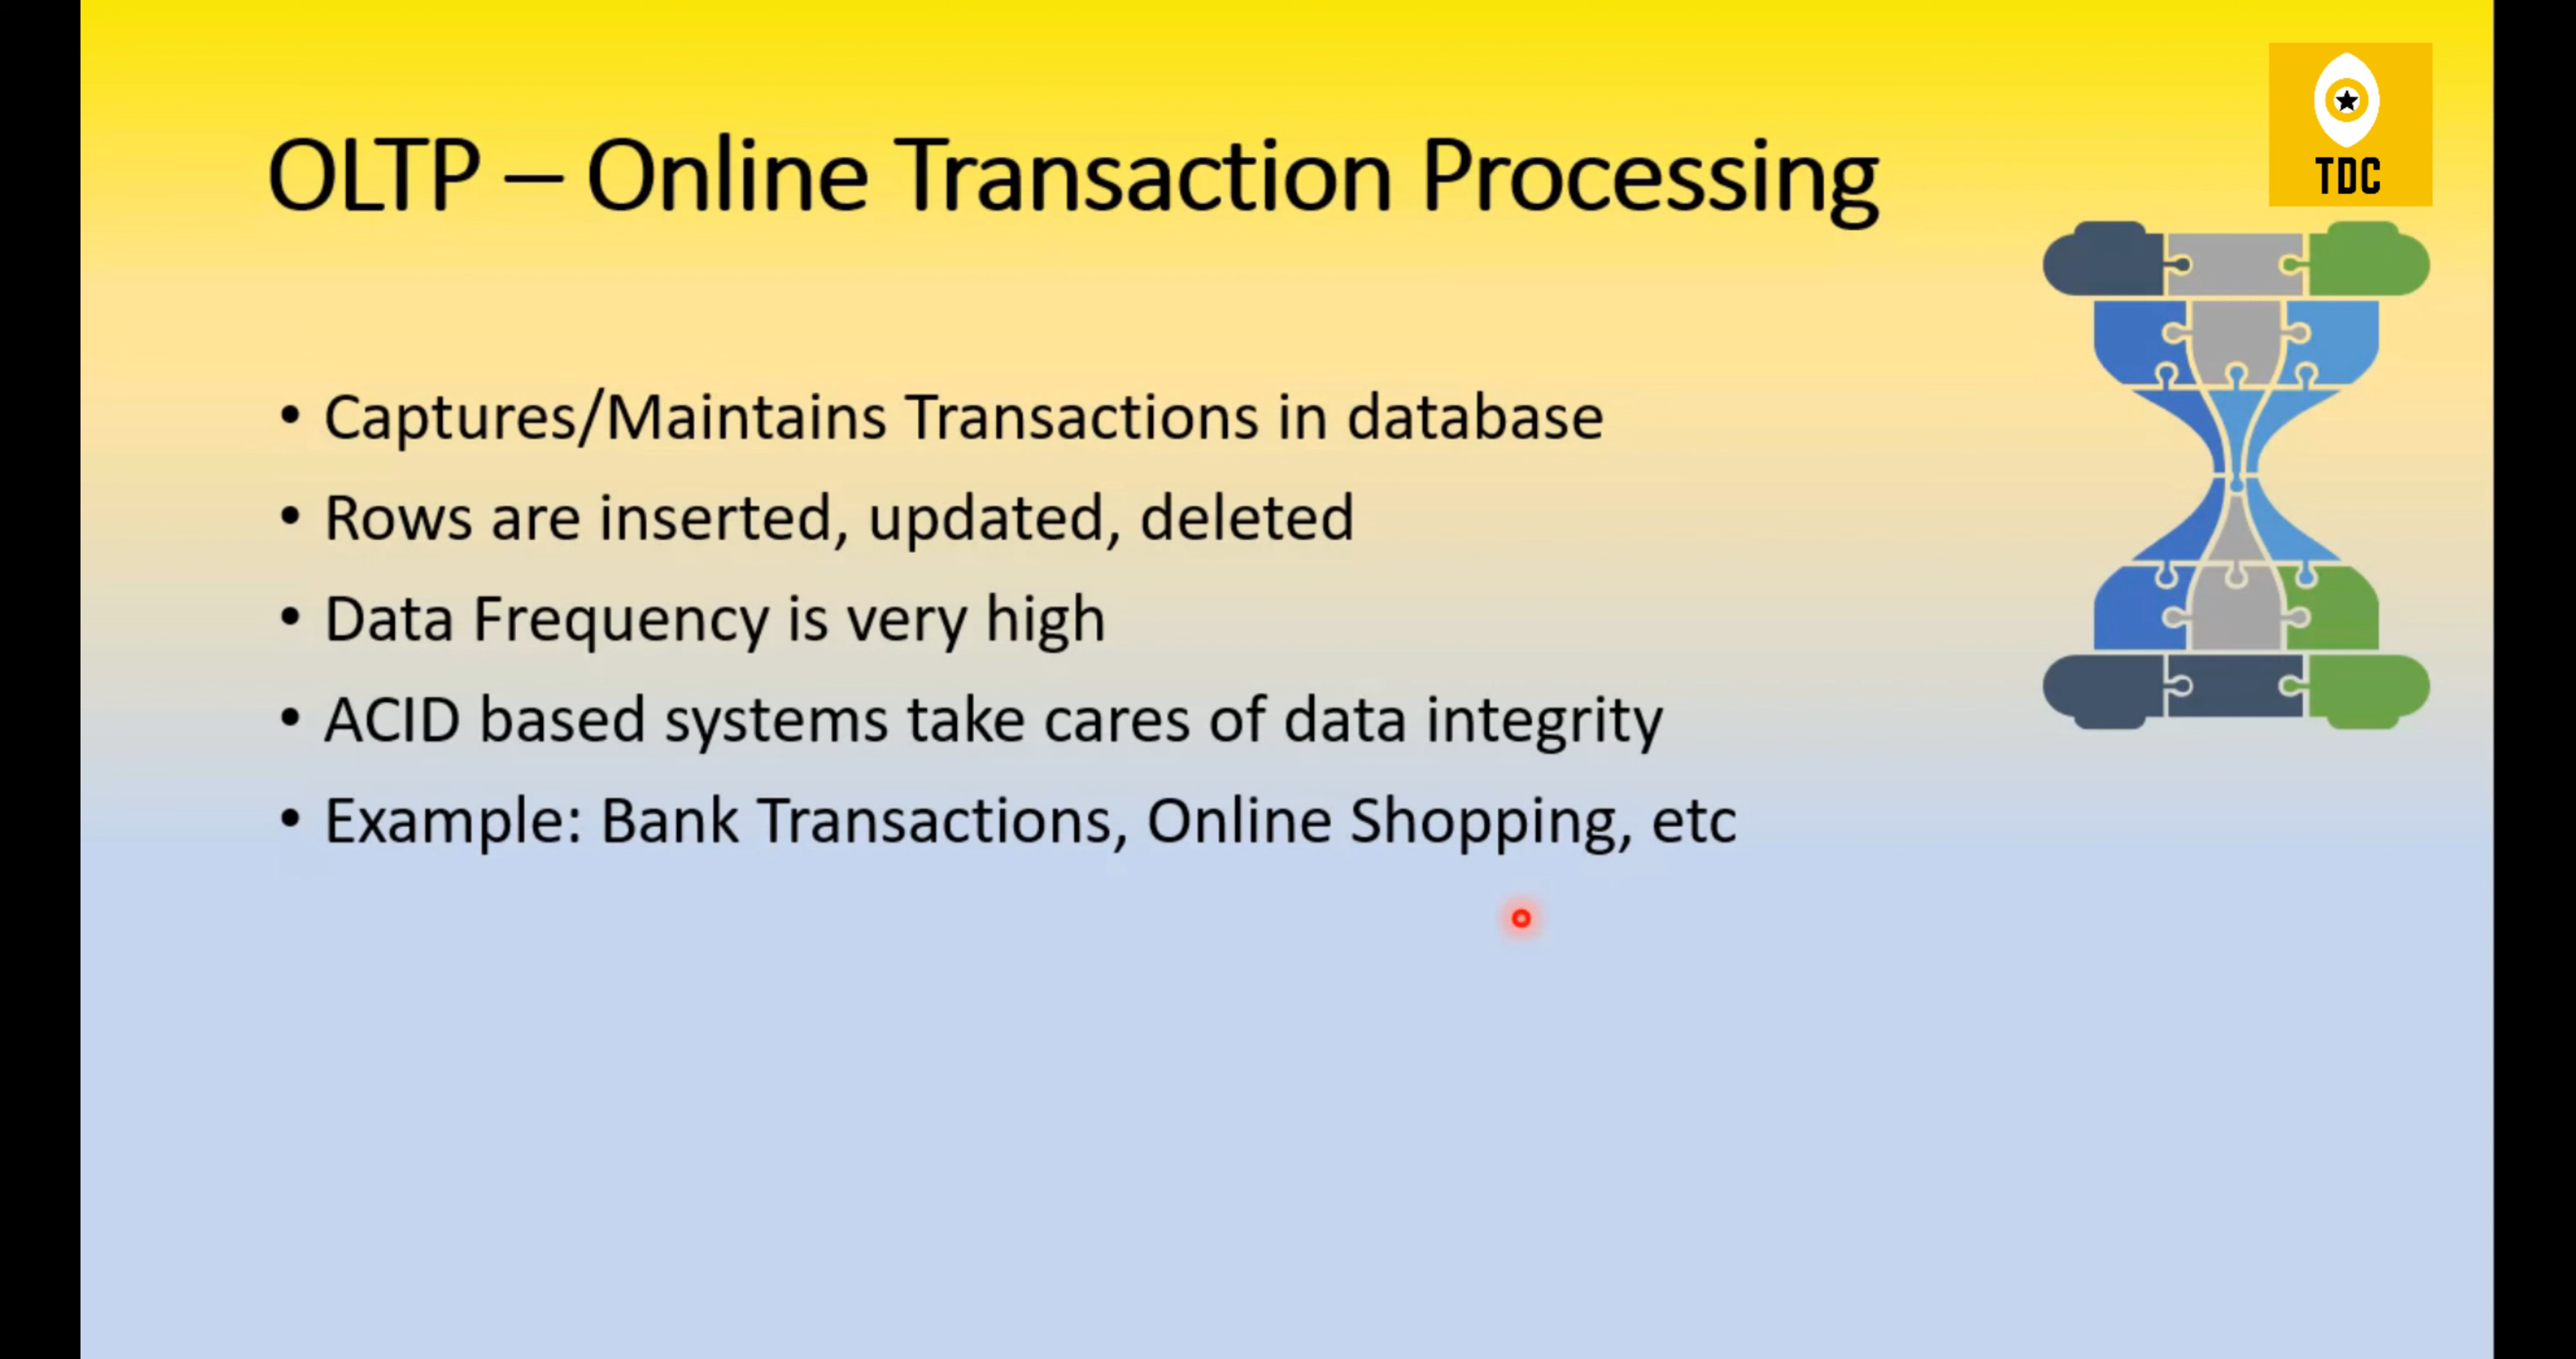 TDC
OLTP – Online Transaction Processing
• Captures/Maintains Transactions in database
• Rows are inserted, updated, deleted
• Data Frequency is very high
• ACID based systems take cares of data integrity
• Example: Bank Transactions, Online Shopping, etc